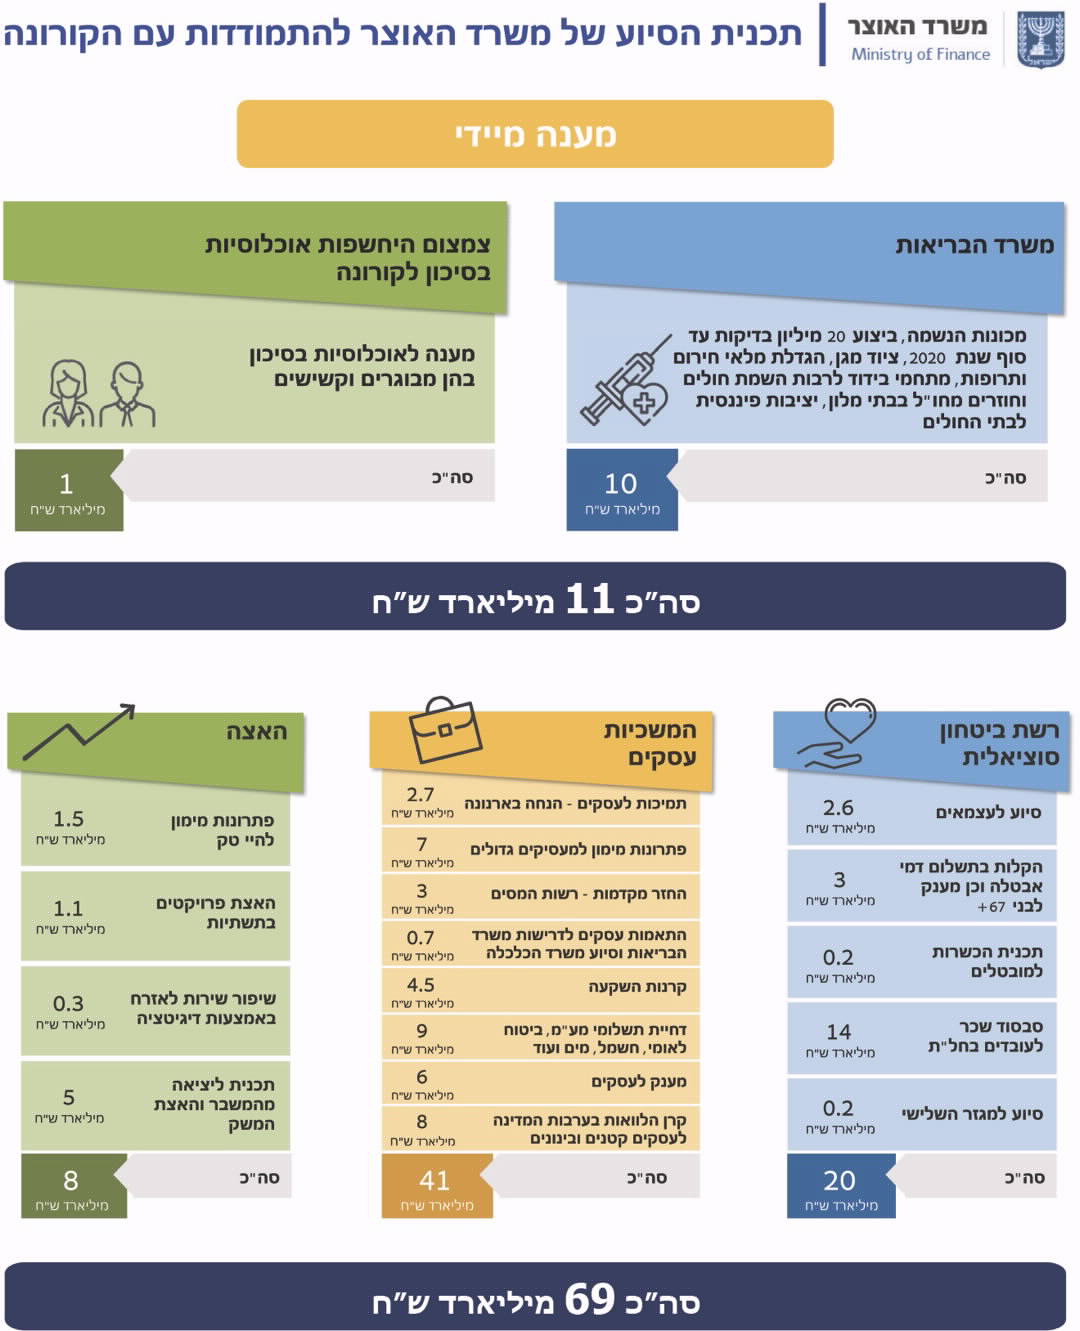 משרד האוצר
Ministry of Finance
תכנית הסיוע של משרד האוצר להתמודדות עם הקורונה
מענה מיידי
משרד הבריאות
מכונות הנשמה, ביצוע 20 מיליון בדיקות עד
סוף שנת 2020, ציוד מגן, הגדלת מלאי חירום
ותרופות, מתחמי בידוד לרבות השמת חולים
וחוזרים מחו"ל בבתי מלון, יציבות פיננסית
לבתי החולים
סה"כ
10
מיליארד ש"ח
צמצום היחשפות אוכלוסיות
בסיכון לקורונה
מענה לאוכלוסיות בסיכון
בהן מבוגרים וקשישים
סה"כ
1
מיליארד ש"ח
סה"כ 11 מיליארד ש"ח
רשת ביטחון
סוציאלית
סיוע לעצמאים
2.6
מיליארד ש"ח
הקלות בתשלום דמי
אבטלה וכן מענק
לבני 67+
3
מיליארד ש"ח
תכנית הכשרות
למובטלים
0.2
מיליארד ש"ח
סבסוד שכר
לעובדים בחל"ת
14
מיליארד ש"ח
סיוע למגזר השלישי
0.2
מיליארד ש"ח
סה"כ
20
מיליארד ש"ח
המשכיות
עסקים
תמיכות לעסקים - הנחה בארנונה
2.7
מיליארד ש"ח
פתרונות מימון למעסיקים גדולים
7
מיליארד ש"ח
החזר מקדמות - רשות המסים
3
מיליארד ש"ח
התאמות עסקים לדרישות משרד
הבריאות וסיוע משרד הכלכלה
0.7
מיליארד ש"ח
קרנות השקעה
4.5
מיליארד ש"ח
דחיית תשלומי מע"מ, ביטוח
לאומי, חשמל, מים ועוד
9
מיליארד ש"ח
מענק לעסקים
6
מיליארד ש"ח
קרן הלוואות בערבות המדינה
לעסקים קטנים ובינונים
8
מיליארד ש"ח
סה"כ
41
מיליארד ש"ח
האצה
פתרונות מימון
להיי טק
1.5
מיליארד ש"ח
האצת פרויקטים
בתשתיות
1.1
מיליארד ש"ח
שיפור שירות לאזרח
באמצעות דיגיטציה
0.3
מיליארד ש"ח
תכנית ליציאה
מהמשבר והאצת
המשק
5
מיליארד ש"ח
סה"כ
8
מיליארד ש"ח
סה"כ 69 מיליארד ש"ח